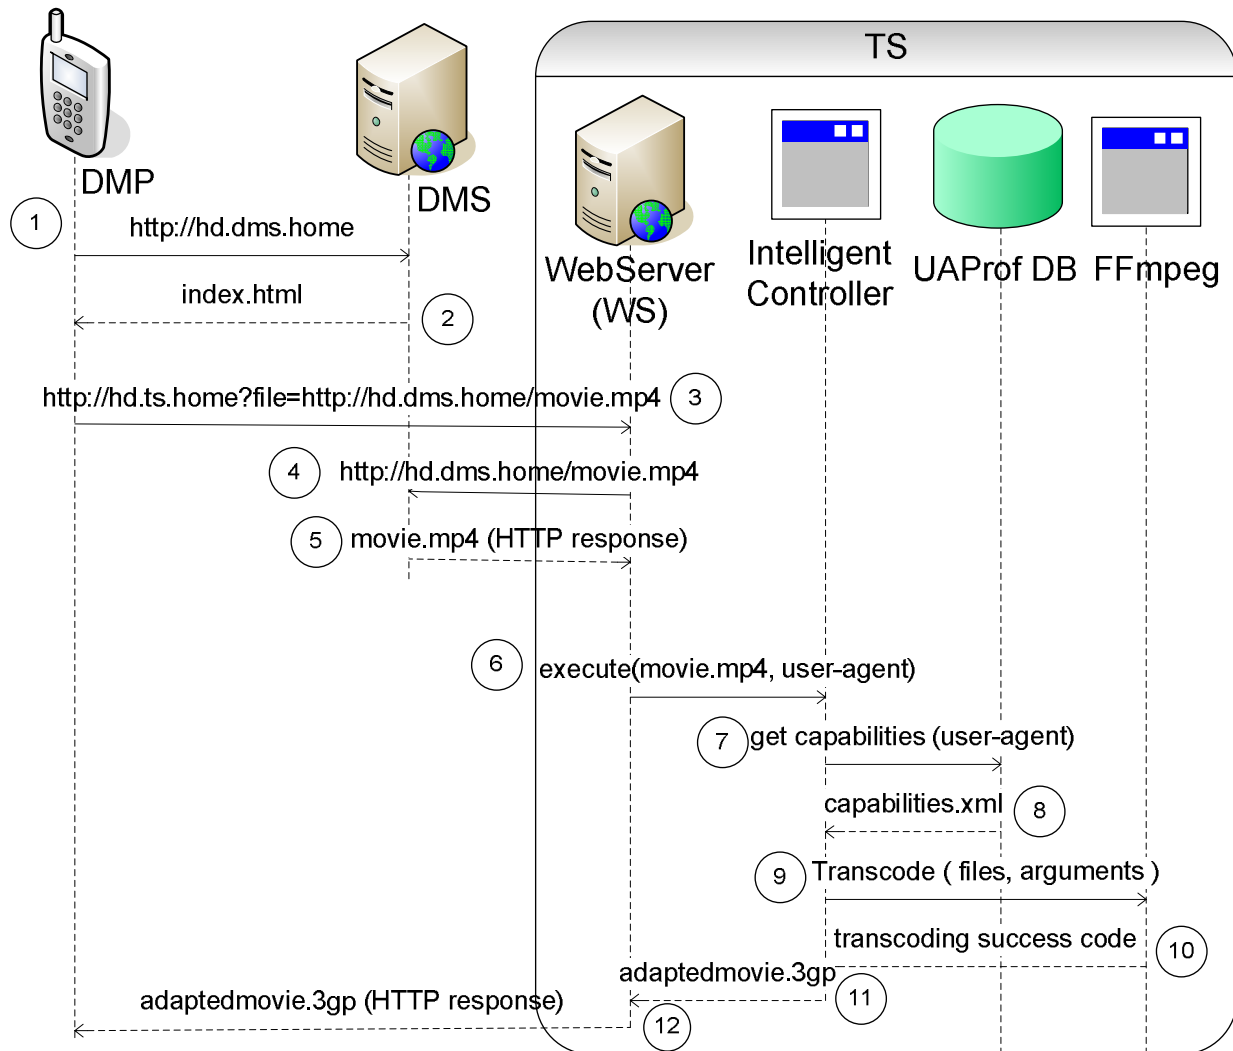 TS
DMP
DMS
WebServer
(WS)
Intelligent
Controller
UAProf DB
FFmpeg
1
http://hd.dms.home
index.html
2
http://hd.ts.home?file=http://hd.dms.home/movie.mp4
3
4
http://hd.dms.home/movie.mp4
5
movie.mp4 (HTTP response)
6
execute(movie.mp4, user-agent)
7
get capabilities (user-agent)
capabilities.xml
8
9
Transcode ( files, arguments )
transcoding success code
10
adaptedmovie.3gp
11
adaptedmovie.3gp (HTTP response)
12